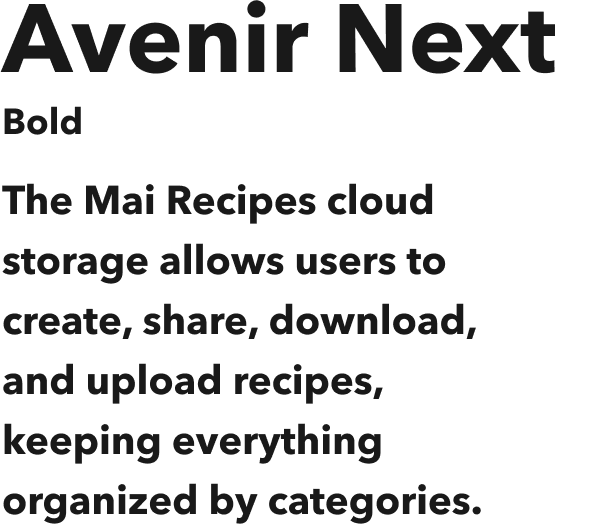 Avenir Next
Bold
The Mai Recipes cloud
storage allows users to
create, share, download,
and upload recipes,
keeping everything
organized by categories.